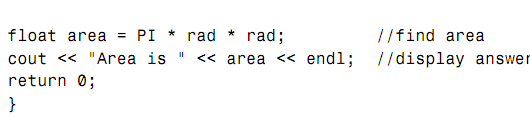 float area = PI * rad * rad; //find area
cout << "Area is " << area << endl; //display answer
return 0;
}